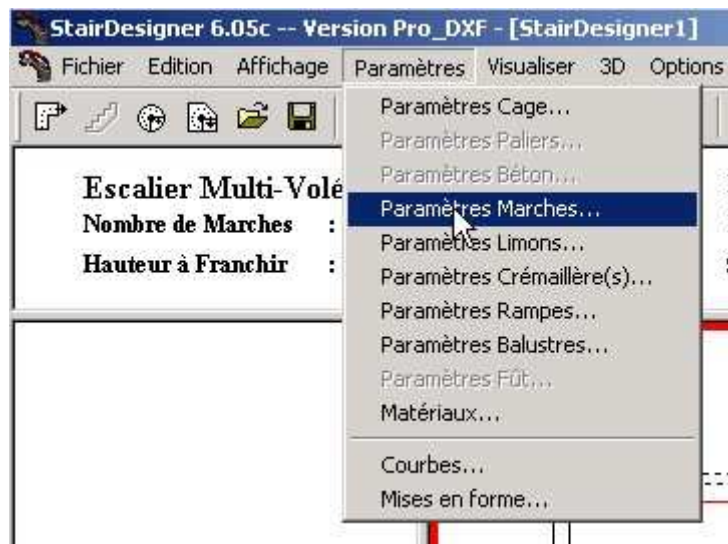 StairDesigner 6.05c -- Version Pro_DXF - [StairDesigner1]
Fichier Edition Affichage Paramètres Visualiser 3D Options
Paramètres Cage...
Paramètres Paliers...
Paramètres Béton...
Escalier Multi-Volé
Paramètres Marches...
Nombre de Marches :
Paramètres Limons...
Hauteur à Franchir :
Paramètres Crémaillère(s)...
Paramètres Rampes...
Paramètres Balustres...
Paramètres Fût...
Matériaux...
Courbes...
Mises en forme...